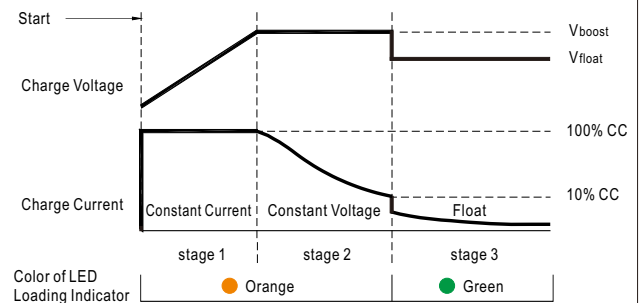 Start
Vboost
Vfloat
Charge Voltage
100% CC
10% CC
Charge Current
Constant Current
Constant Voltage
Float
stage 1
stage 2
stage 3
Color of LED
Loading Indicator
Orange
Green